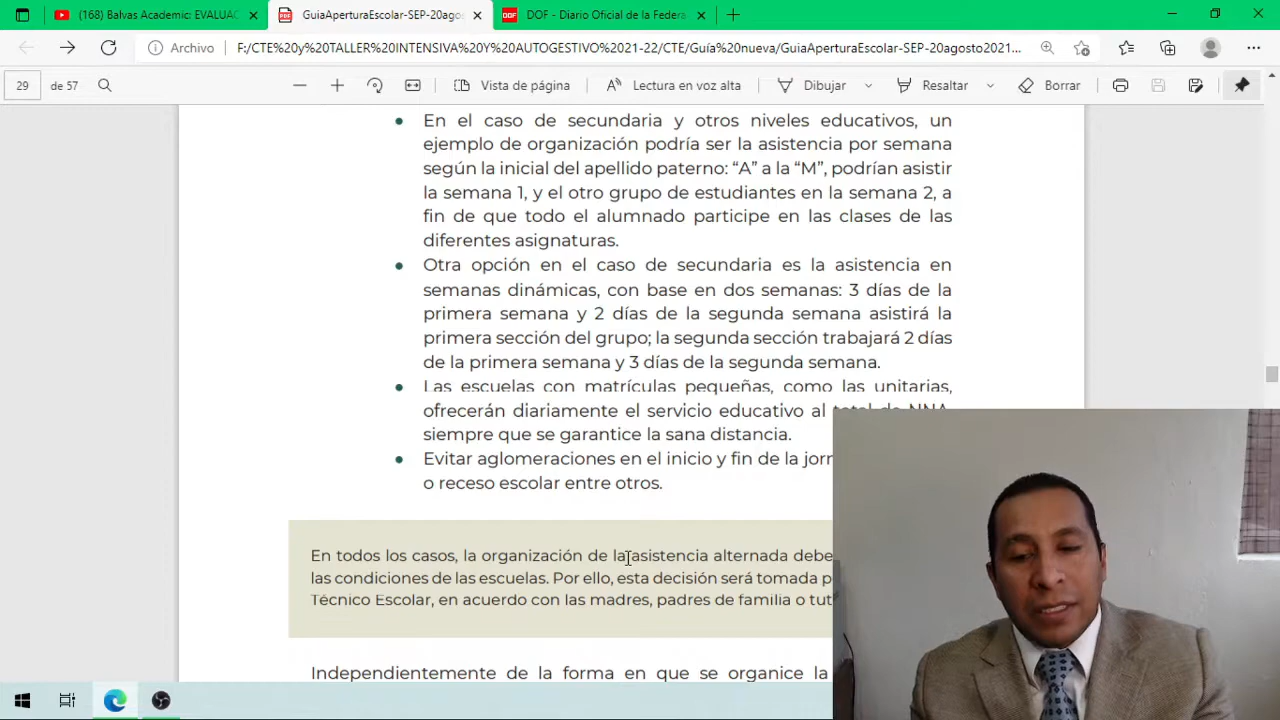 (168) Balvas Academic: EVALUAC
GuiaAperturaEscolar-SEP-20agos
DOF - Diario Oficial de la Federa
Archivo
F:/CTE%20y%20TALLER%20INTENSIVA%20Y%20AUTOGESTIVO%202021-22/CTE/Guía%20nueva/GuiaAperturaEscolar-SEP-20agosto2021...
29 de 57
Vista de página
Lectura en voz alta
Dibujar
Resaltar
Borrar
En el caso de secundaria y otros niveles educativos, un
ejemplo de organización podría ser la asistencia por semana
según la inicial del apellido paterno: “A” a la “M”, podrían asistir
la semana 1, y el otro grupo de estudiantes en la semana 2, a
fin de que todo el alumnado participe en las clases de las
diferentes asignaturas.
Otra opción en el caso de secundaria es la asistencia en
semanas dinámicas, con base en dos semanas: 3 días de la
primera semana y 2 días de la segunda semana asistirá la
primera sección del grupo; la segunda sección trabajará 2 días
de la primera semana y 3 días de la segunda semana.
Las escuelas con matrículas pequeñas, como las unitarias,
ofrecerán diariamente el servicio educativo al total de NNA,
siempre que se garantice la sana distancia.
Evitar aglomeraciones en el inicio y fin de la jorn
o receso escolar entre otros.
En todos los casos, la organización de la asistencia alternada debe
las condiciones de las escuelas. Por ello, esta decisión será tomada p
Técnico Escolar, en acuerdo con las madres, padres de familia o tut
Independientemente de la forma en que se organice la